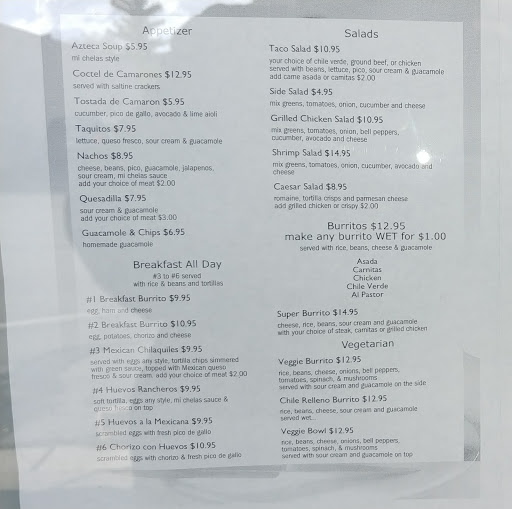 Appetizer
Azteca Soup $5.95
mi chelas style
Coctel de Camarones $12.95
served with saltine crackers
Tostada de Camaron $5.95
cucumber, pico de gallo, avocado & lime aioli
Taquitos $7.95
lettuce, queso fresco, sour cream & guacamole
Nachos $8.95
cheese, beans, pico, guacamole, jalapenos,
sour cream, mi chelas sauce
add your choice of meat $2.00
Quesadilla $7.95
sour cream & guacamole
add your choice of meat $3.00
Guacamole & Chips $6.95
homemade guacamole
Breakfast All Day
#3 to #6 served
with rice & beans and tortillas
#1 Breakfast Burrito $9.95
egg, ham and cheese
#2 Breakfast Burrito $10.95
egg, potatoes, chorizo and cheese
#3 Mexican Chilaquiles $9.95
served with eggs any style, tortilla chips simmered
with green sauce, topped with Mexican queso
fresco & sour cream. add your choice of meat $2.00
#4 Huevos Rancheros $9.95
soft tortilla, eggs any style, mi chelas sauce &
queso fresco on top
#5 Huevos a la Mexicana $9.95
scrambled eggs with fresh pico de gallo
#6 Chorizo con Huevos $10.95
scrambled eggs with chorizo & fresh pico de gallo
Salads
Taco Salad $10.95
your choice of chile verde, ground beef, or chicken
served with beans, lettuce, pico, sour cream & guacamole
add carne asada or carnitas $2.00
Side Salad $4.95
mix greens, tomatoes, onion, cucumber and cheese
Grilled Chicken Salad $10.95
mix greens, tomatoes, onion, bell peppers,
cucumber, avocado and cheese
Shrimp Salad $14.95
mix greens, tomatoes, onion, cucumber, avocado and
cheese
Caesar Salad $8.95
romaine, tortilla crisps and parmesan cheese
add grilled chicken or crispy $2.00
Burritos $12.95
make any burrito WET for $1.00
served with rice, beans, cheese & guacamole
Asada
Carnitas
Chicken
Chile Verde
Al Pastor
Super Burrito $14.95
cheese, rice, beans, sour cream and guacamole
with your choice of steak, carnitas or grilled chicken
Vegetarian
Veggie Burrito $12.95
rice, beans, cheese, onions, bell peppers,
tomatoes, spinach, & mushrooms
served with sour cream and guacamole on the side
Chile Relleno Burrito $12.95
rice, beans, cheese, sour cream and guacamole
served wet...
Veggie Bowl $12.95
rice, beans, cheese, onions, bell peppers,
tomatoes, spinach, & mushrooms
served with sour cream and guacamole on top